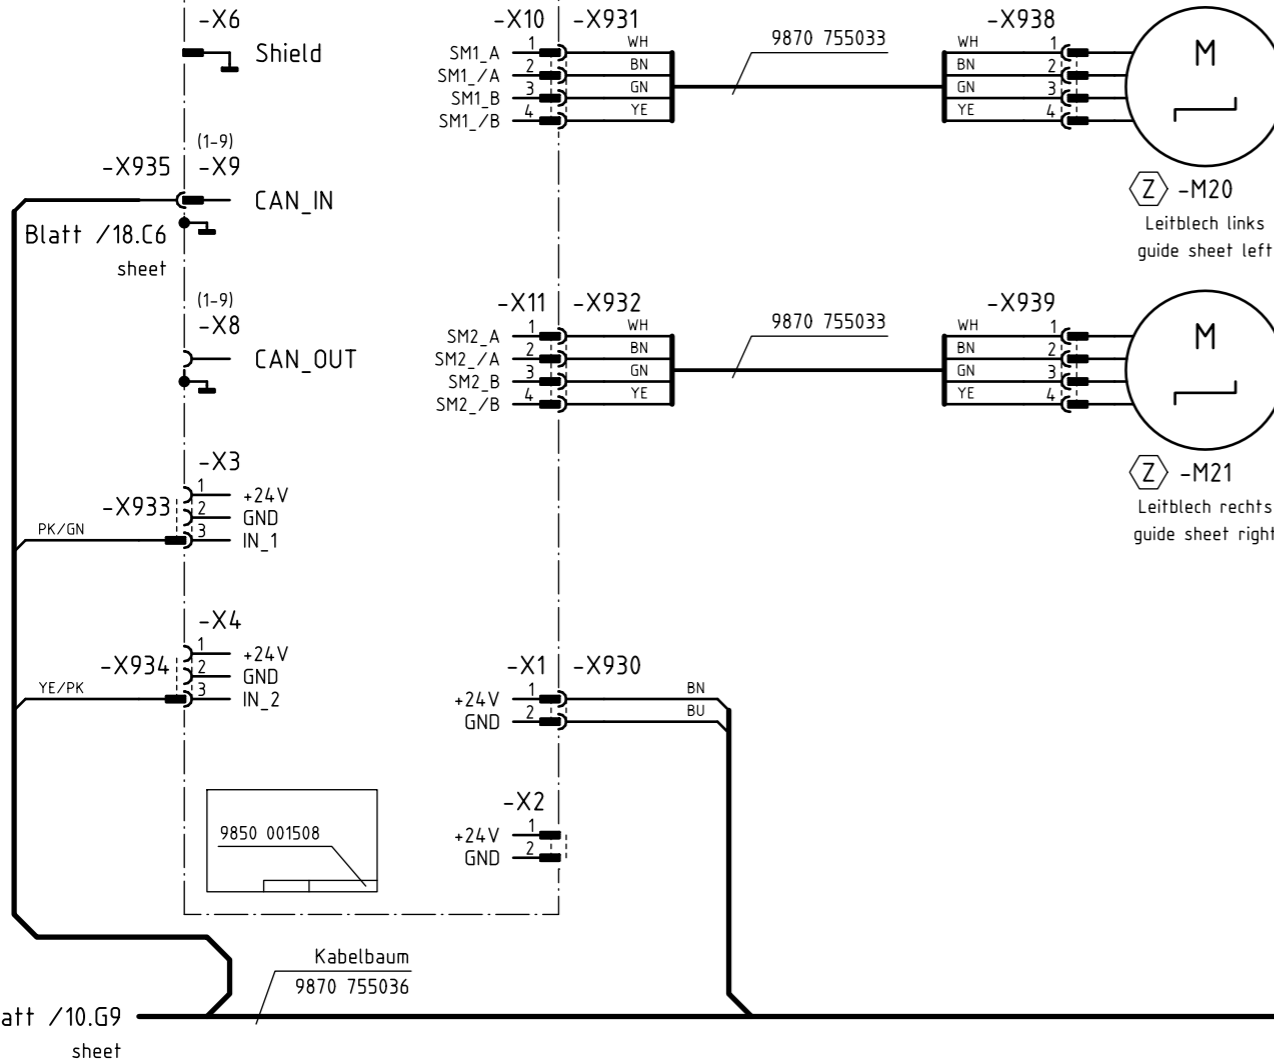 -X6
Shield
(1-9)
-X935 -X9
CAN_IN
Blatt /18.C6
sheet
(1-9)
-X8
CAN_OUT
-X3
-X933
1 +24V
2 GND
PK/GN 3 IN_1
-X4
-X934
1 +24V
2 GND
YE/PK 3 IN_2
9850 001508
-X10 -X931
SM1_A 1 WH
SM1_/A 2 BN
SM1_B 3 GN
SM1_/B 4 YE
9870 755033
-X938
WH 1
BN 2
GN 3
YE 4
M
Z -M20
Leitblech links
guide sheet left
-X11 -X932
SM2_A 1 WH
SM2_/A 2 BN
SM2_B 3 GN
SM2_/B 4 YE
9870 755033
-X939
WH 1
BN 2
GN 3
YE 4
M
Z -M21
Leitblech rechts
guide sheet right
-X1 -X930
+24V 1 BN
GND 2 BU
-X2
+24V 1
GND 2
Kabelbaum
9870 755036
att /10.G9
sheet